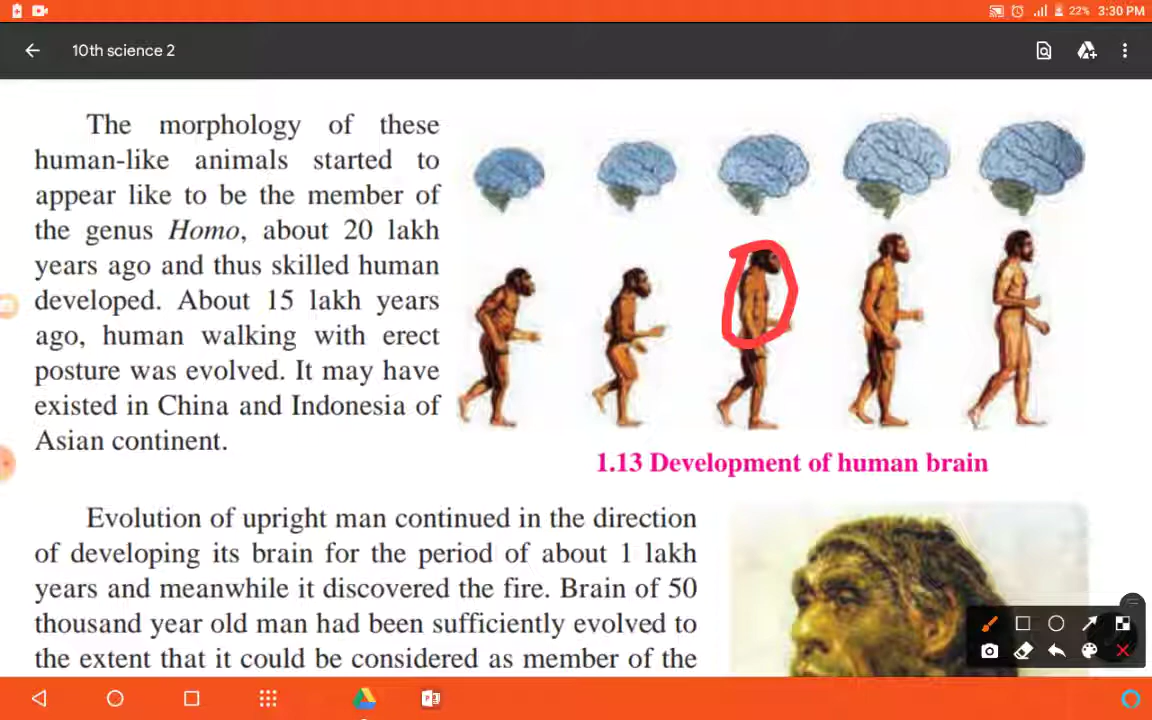 22% 3:30 PM
10th science 2
The morphology of these
human-like animals started to
appear like to be the member of
the genus Homo, about 20 lakh
years ago and thus skilled human
developed. About 15 lakh years
ago, human walking with erect
posture was evolved. It may have
existed in China and Indonesia of
Asian continent.
1.13 Development of human brain
Evolution of upright man continued in the direction
of developing its brain for the period of about 1 lakh
years and meanwhile it discovered the fire. Brain of 50
thousand year old man had been sufficiently evolved to
the extent that it could be considered as member of the